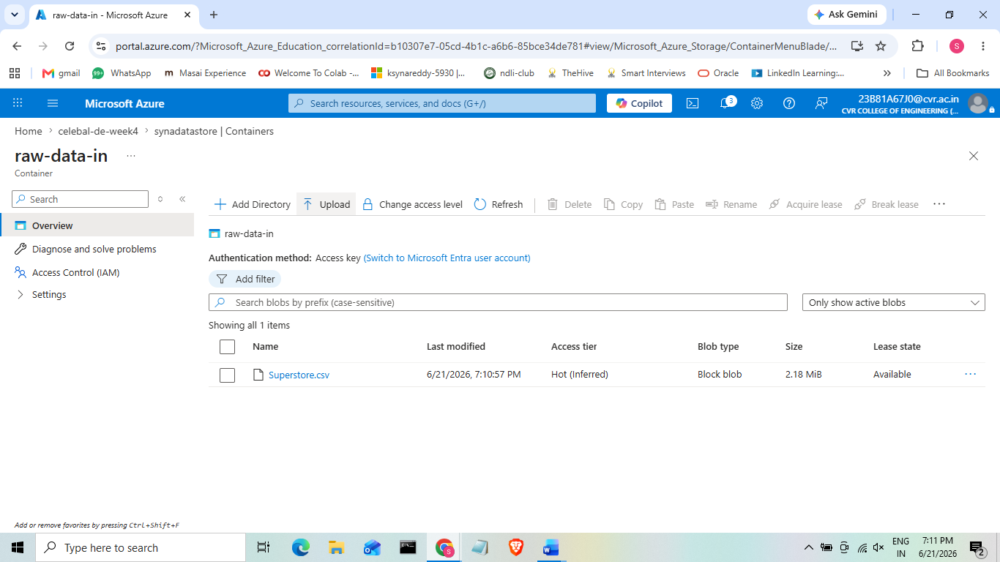 raw-data-in - Microsoft Azure
Ask Gemini
portal.azure.com/?Microsoft_Azure_Education_correlationId=b10307e7-05cd-4b1c-a6b6-85bce34de781#view/Microsoft_Azure_Storage/ContainerMenuBlade/...
S
gmail
99+ WhatsApp
m Masai Experience
Welcome To Colab -...
ksynareddy-5930 |...
ndli-club
TheHive
Smart Interviews
Oracle
LinkedIn Learning:...
All Bookmarks
Microsoft Azure
Search resources, services, and docs (G+/)
Copilot
3
23B81A67J0@cvr.ac.in
CVR COLLEGE OF ENGINEERING (...
Home > celebal-de-week4 > synadatastore | Containers
raw-data-in ...
Container
Search
Overview
Diagnose and solve problems
Access Control (IAM)
Settings
Add Directory
Upload
Change access level
Refresh
Delete
Copy
Paste
Rename
Acquire lease
Break lease
...
raw-data-in
Authentication method: Access key (Switch to Microsoft Entra user account)
Add filter
Search blobs by prefix (case-sensitive)
Only show active blobs
Showing all 1 items
Name Last modified Access tier Blob type Size Lease state
Superstore.csv 6/21/2026, 7:10:57 PM Hot (Inferred) Block blob 2.18 MiB Available ...
Add or remove favorites by pressing Ctrl+Shift+F
Type here to search
ENG
IN
7:11 PM
6/21/2026
2